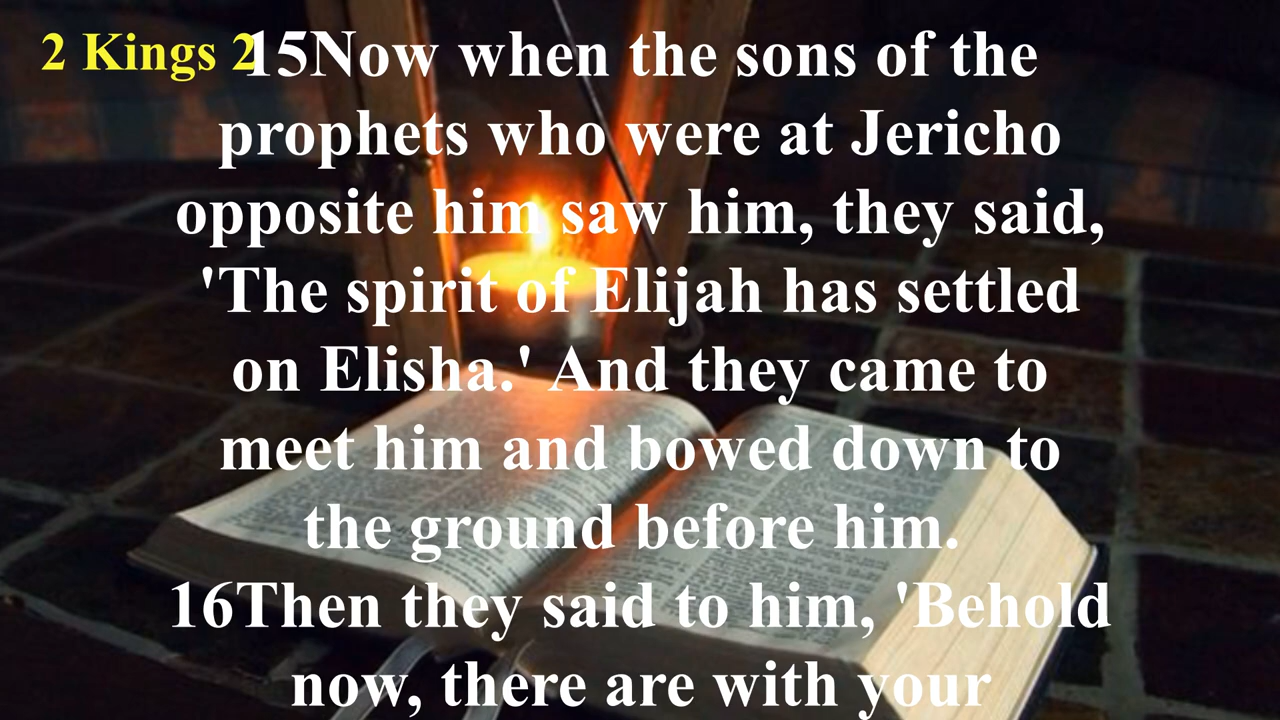 2 Kings 2
15Now when the sons of the
prophets who were at Jericho
opposite him saw him, they said,
'The spirit of Elijah has settled
on Elisha.' And they came to
meet him and bowed down to
the ground before him.
16Then they said to him, 'Behold
now, there are with your